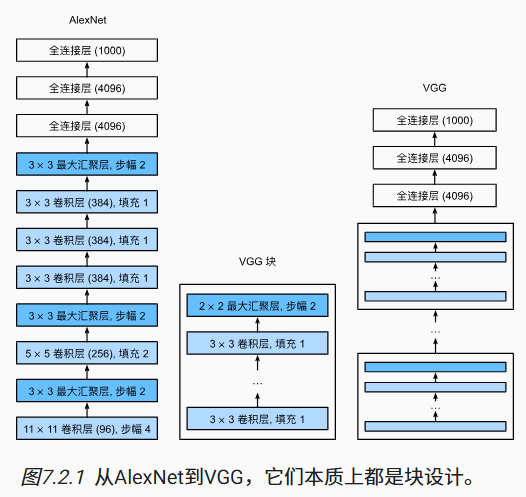 AlexNet
全连接层 (1000)
全连接层 (4096)
全连接层 (4096)
3 × 3 最大汇聚层, 步幅 2
3 × 3 卷积层 (384), 填充 1
3 × 3 卷积层 (384), 填充 1
3 × 3 卷积层 (384), 填充 1
3 × 3 最大汇聚层, 步幅 2
5 × 5 卷积层 (256), 填充 2
3 × 3 最大汇聚层, 步幅 2
11 × 11 卷积层 (96), 步幅 4
VGG 块
2 × 2 最大汇聚层, 步幅 2
3 × 3 卷积层, 填充 1
...
3 × 3 卷积层, 填充 1
VGG
全连接层 (1000)
全连接层 (4096)
全连接层 (4096)
...
...
...
图7.2.1 从AlexNet到VGG，它们本质上都是块设计。